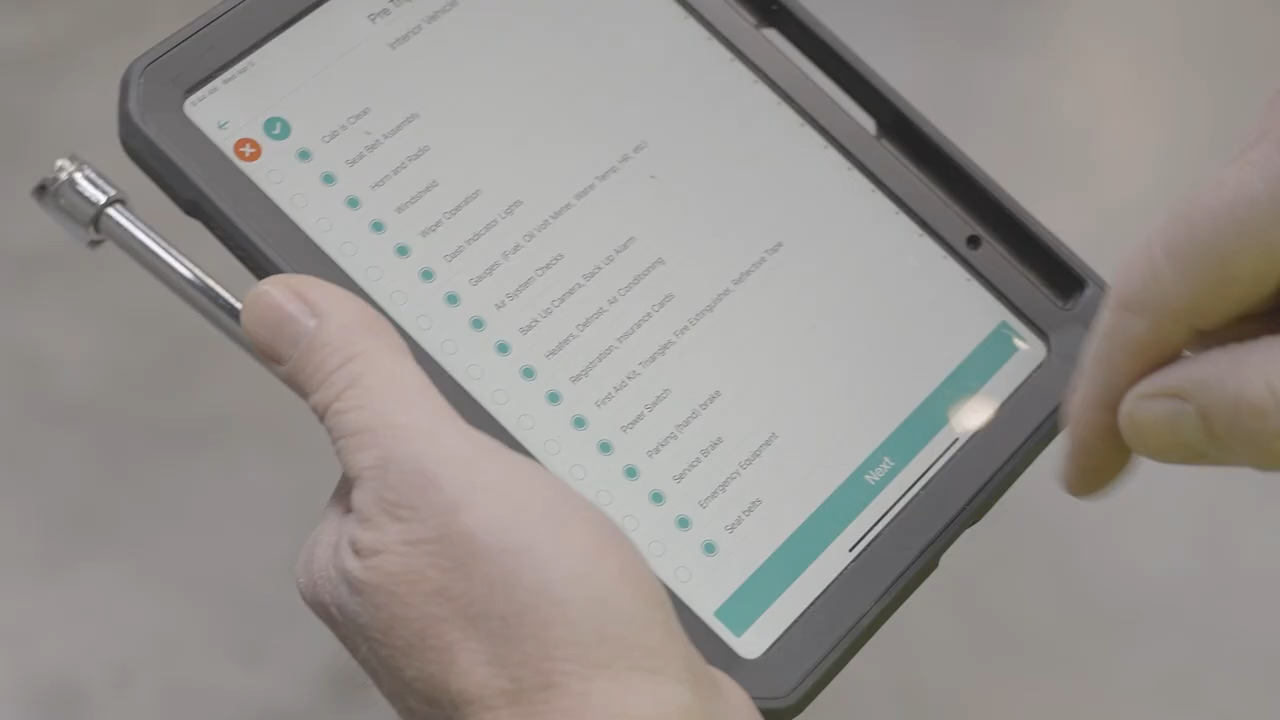 Pre
Interior Vehicle
Cab is Clean
Seat Belt Assembly
Horn and Radio
Windshield
Wiper Operation
Dash Indicator Lights
Gauges: (Fuel, Oil Volt Meter, Water Temp, HR, etc)
Air System Checks
Back Up Camera, Back Up Alarm
Heaters, Defrost, Air Conditioning
Registration, Insurance Cards
First Aid Kit, Triangles, Fire Extinguisher, Reflective Tape
Power Switch
Parking (hand) brake
Service Brake
Emergency Equipment
Seat belts
Next